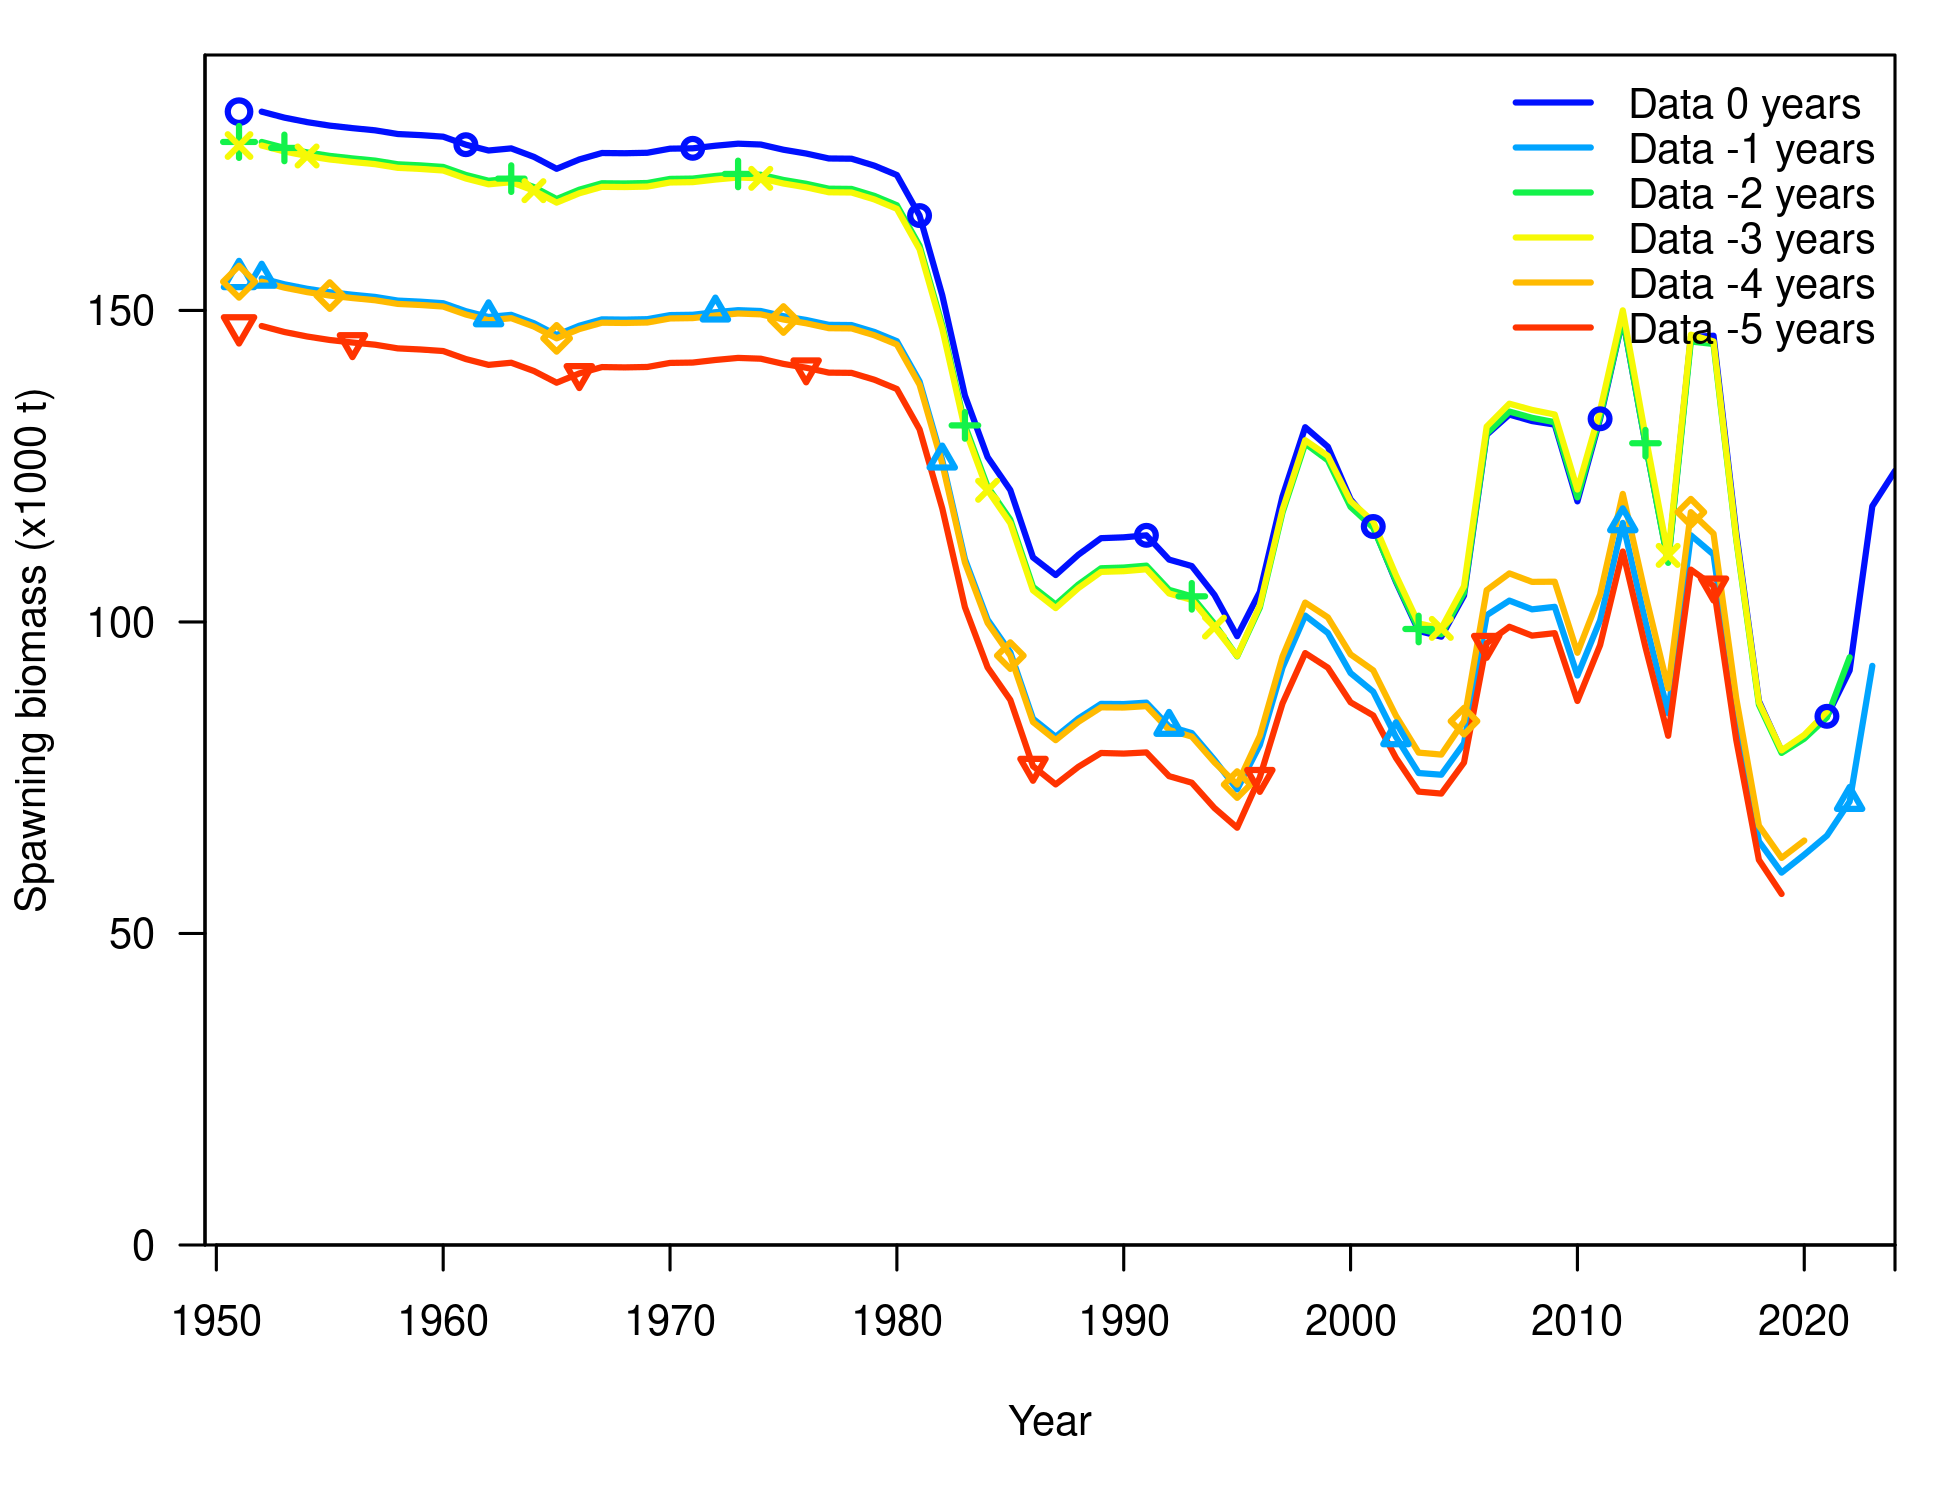 Data 0 years
Data -1 years
Data -2 years
Data -3 years
Data -4 years
Data -5 years
Spawning biomass (x1000 t)
150
100
50
0
1950 1960 1970 1980 1990 2000 2010 2020
Year